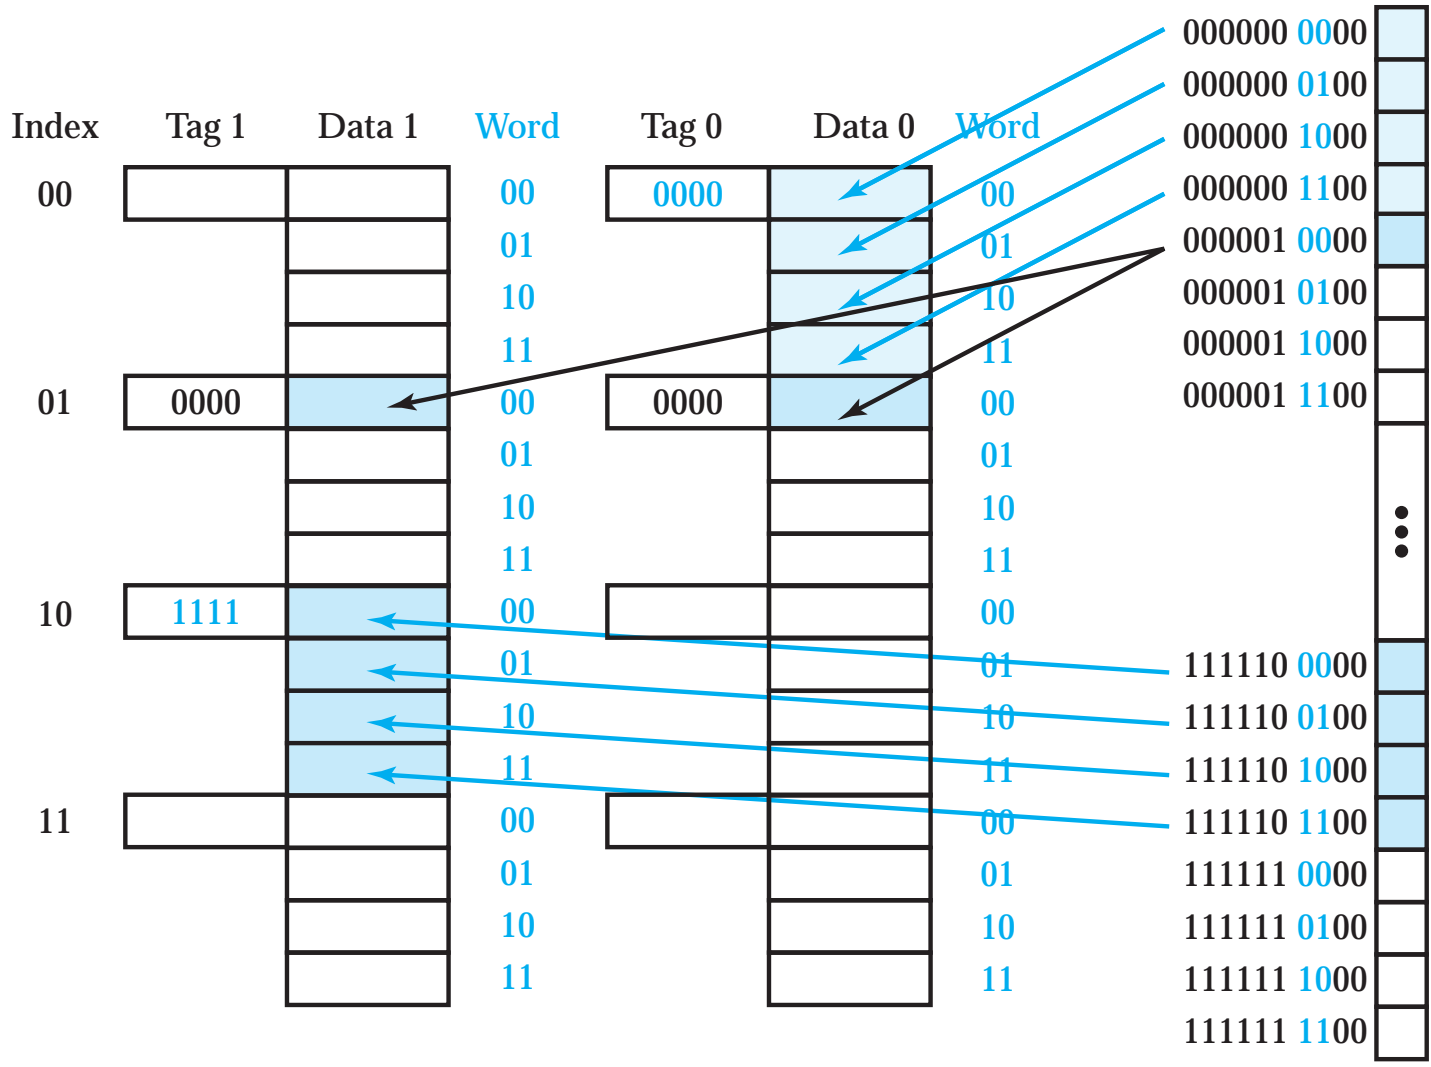 000000 0000
000000 0100
Index Tag 1 Data 1 Word Tag 0 Data 0 Word
000000 1000
00 00 0000 00 000000 1100
01 01 000001 0000
10 10 000001 0100
11 11 000001 1000
01 0000 00 0000 00 000001 1100
01 01
10 10
11 11
10 1111 00 00
01 01 111110 0000
10 10 111110 0100
11 11 111110 1000
11 00 00 111110 1100
01 01 111111 0000
10 10 111111 0100
11 11 111111 1000
111111 1100